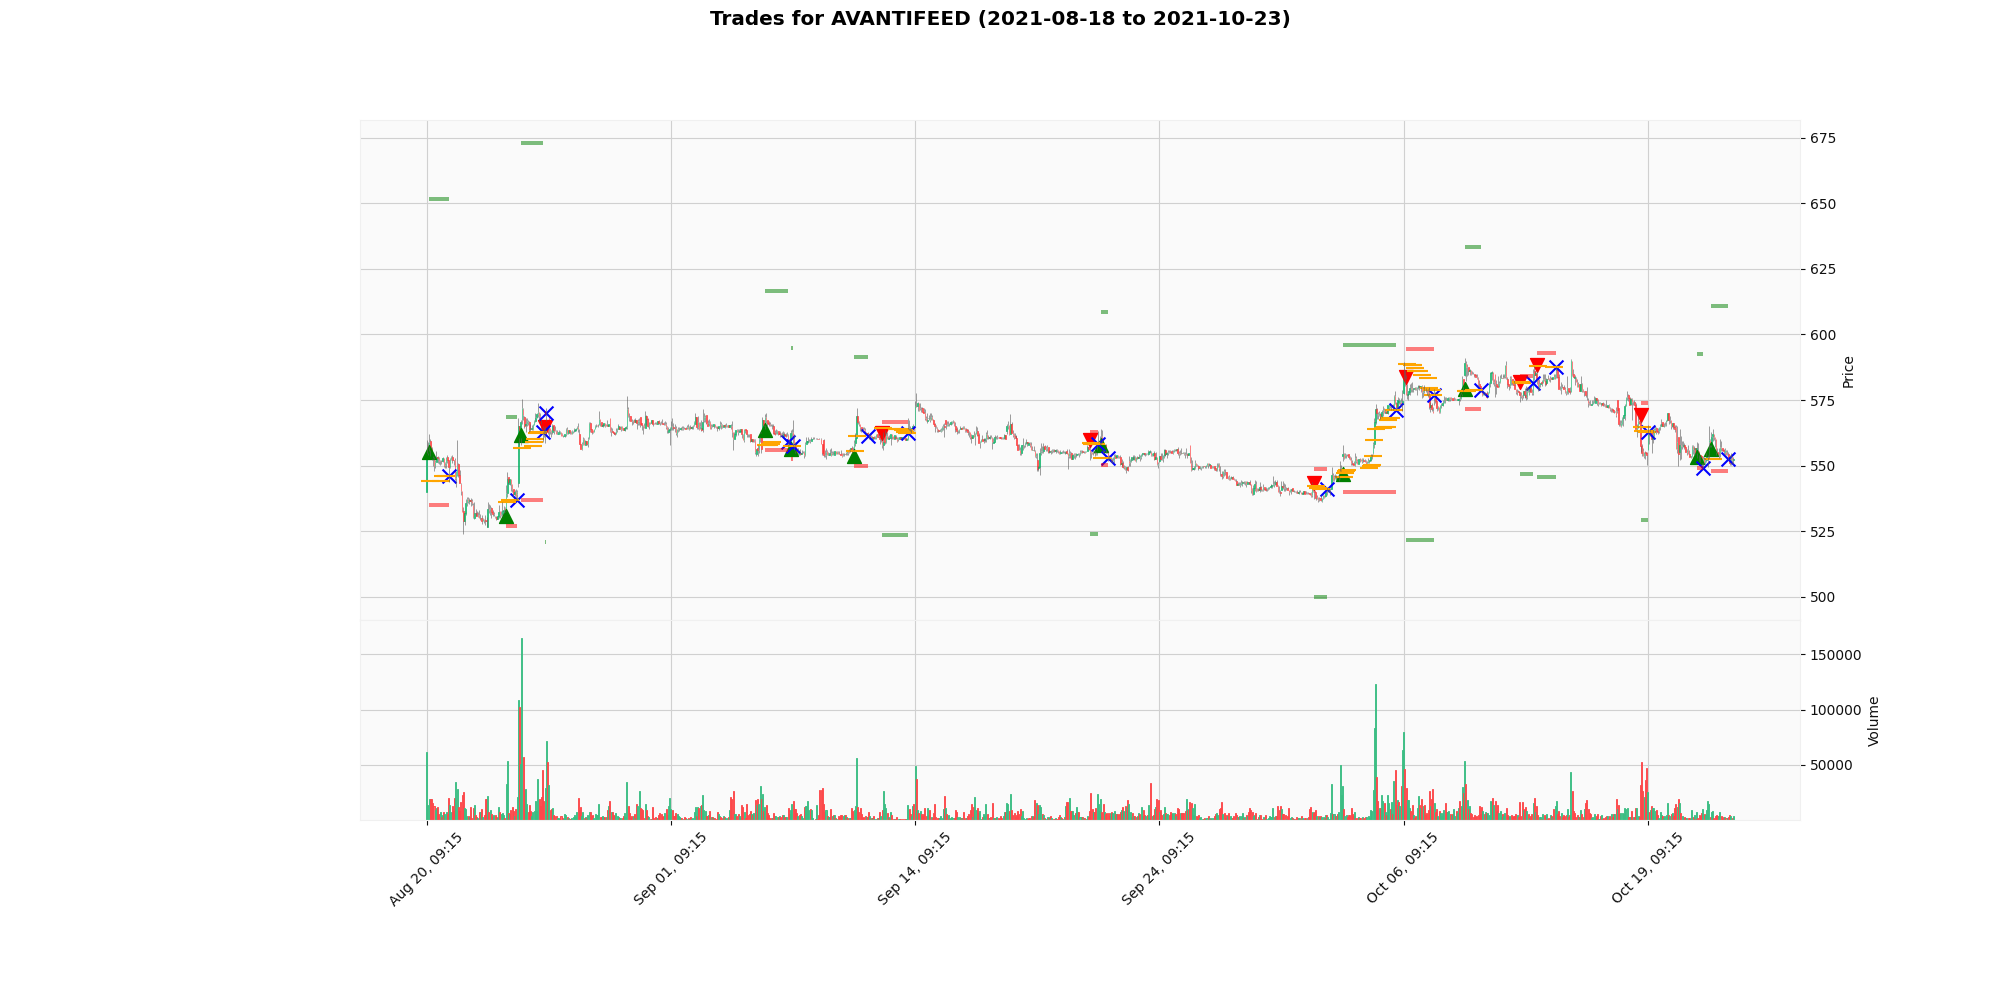 Trades for AVANTIFEED (2021-08-18 to 2021-10-23)
675
650
625
600
575
550
525
500
Price
150000
100000
50000
Volume
Aug 20, 09:15
Sep 01, 09:15
Sep 14, 09:15
Sep 24, 09:15
Oct 06, 09:15
Oct 19, 09:15